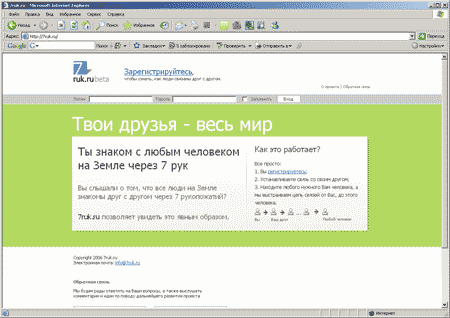 7ruk.ru - Microsoft Internet Explorer
Файл Правка Вид Избранное Сервис Справка
Назад Поиск Избранное
Адрес: http://7ruk.ru/ Переход
Google Закладки 0 заблокировано Проверить Отправить в Настройки
7
ruk.ru beta
Зарегистрируйтесь,
чтобы узнать, как люди связаны друг с другом.
О проекте | Обратная связь
Логин: Пароль: Запомнить Вход
Твои друзья - весь мир
Ты знаком с любым человеком
на Земле через 7 рук
Вы слышали о том, что все люди на Земле
знакомы друг с другом через 7 рукопожатий?
7ruk.ru позволяет увидеть это явным образом.
Как это работает?
Все просто:
1. Вы регистрируетесь;
2. Устанавливаете связь со своим другом;
3. Находите любого нужного Вам человека, а
мы выстраиваем цепь связей от Вас, до этого
человека.
Вы Ваш друг Любой человек
Copyright 2006 7ruk.ru
Электронная почта: info@7ruk.ru
Обратная связь
Мы будем рады ответить на Ваши вопросы, а также выслушать
комментарии и идеи по поводу дальнейшего развития проекта
Интернет